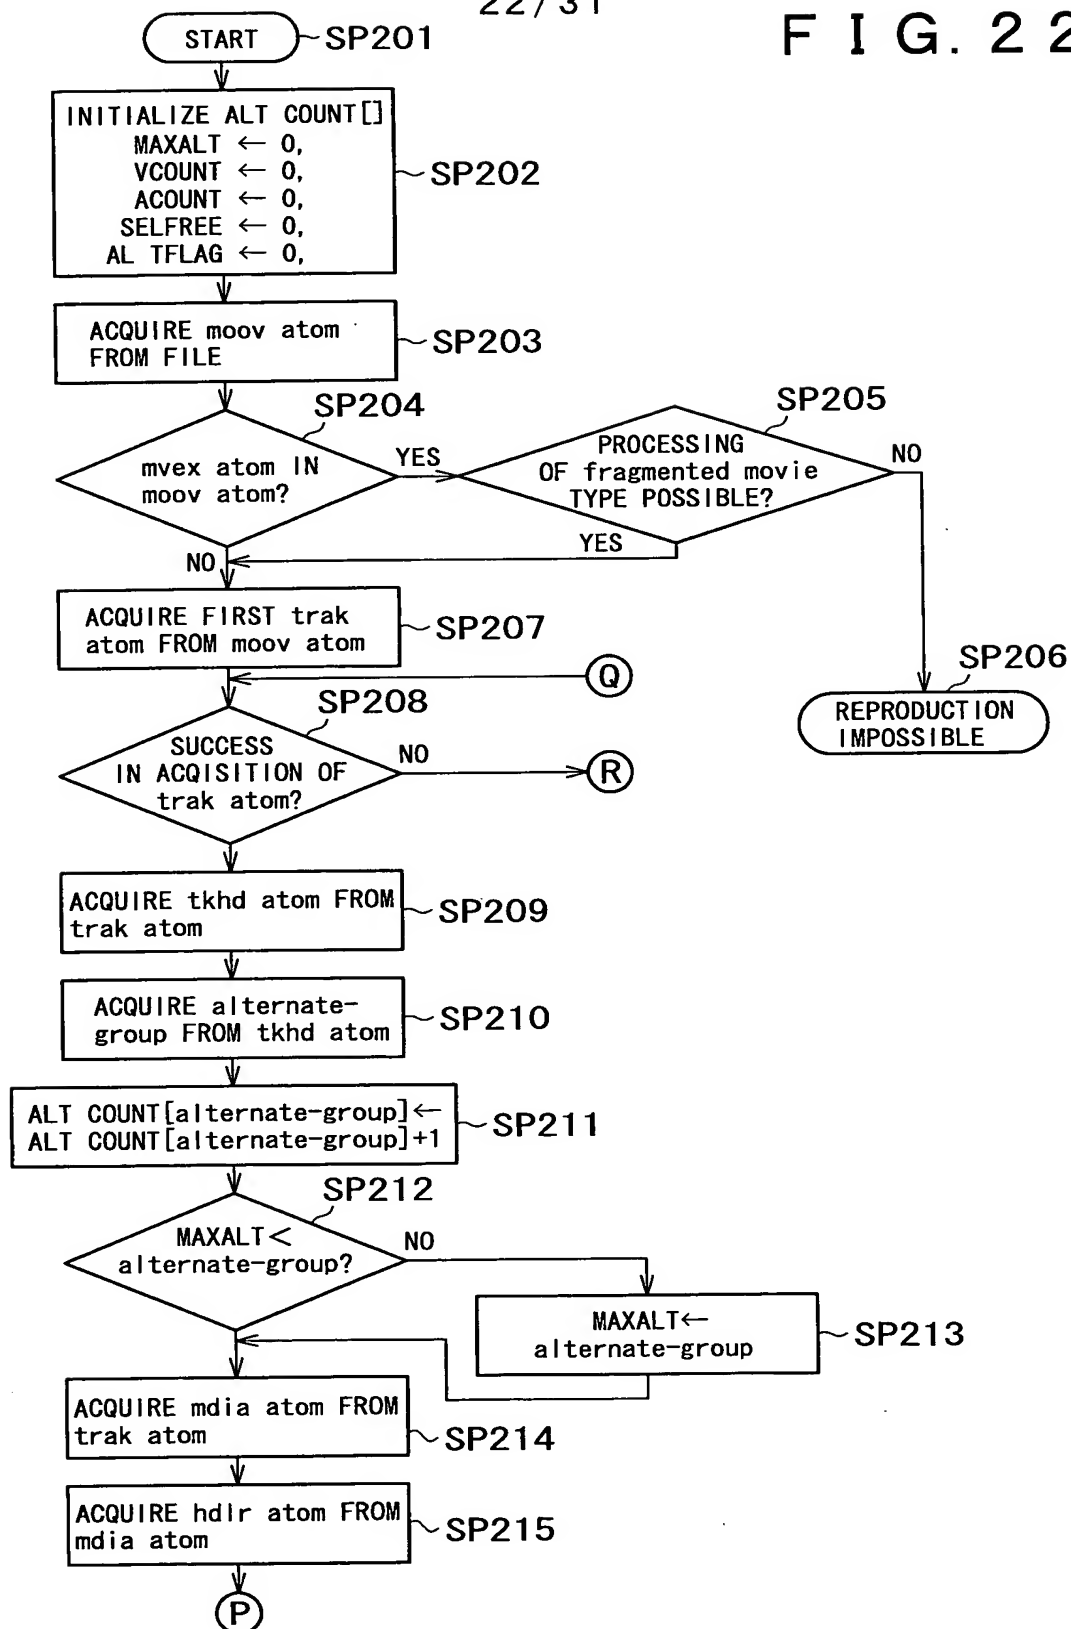 22/31
FIG. 22
START
SP201
INITIALIZE ALT COUNT[]
MAXALT ← 0,
VCOUNT ← 0,
ACOUNT ← 0,
SELFREE ← 0,
AL TFLAG ← 0,
SP202
ACQUIRE moov atom
FROM FILE
SP203
SP204
mvex atom IN
moov atom?
YES
NO
SP205
PROCESSING
OF fragmented movie
TYPE POSSIBLE?
NO
YES
SP206
REPRODUCTION
IMPOSSIBLE
ACQUIRE FIRST trak
atom FROM moov atom
SP207
Q
SP208
SUCCESS
IN ACQISITION OF
trak atom?
NO
R
ACQUIRE tkhd atom FROM
trak atom
SP209
ACQUIRE alternate-
group FROM tkhd atom
SP210
ALT COUNT[alternate-group]←
ALT COUNT[alternate-group]+1
SP211
SP212
MAXALT<
alternate-group?
NO
MAXALT←
alternate-group
SP213
ACQUIRE mdia atom FROM
trak atom
SP214
ACQUIRE hdlr atom FROM
mdia atom
SP215
P